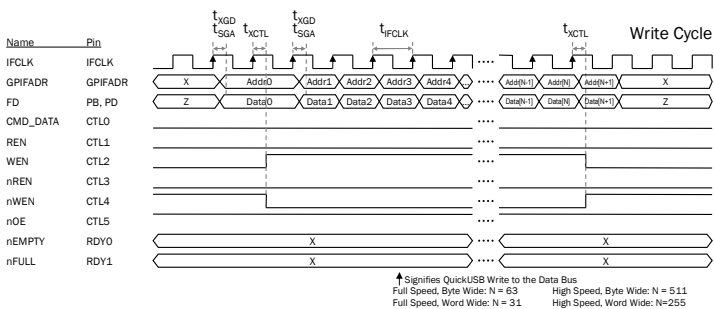 tXGD
tSGA
tXCTL
tXGD
tSGA
tIFCLK
tXCTL
Write Cycle
Name Pin
IFCLK IFCLK
GPIFADR GPIFADR X Addr0 Addr1 Addr2 Addr3 Addr4 ... Addr[N-1] Addr[N] Addr[N+1] X
FD PB, PD Z Data0 Data1 Data2 Data3 Data4 ... Data[N-1] Data[N] Data[N+1] Z
CMD_DATA CTL0
REN CTL1
WEN CTL2
nREN CTL3
nWEN CTL4
nOE CTL5
nEMPTY RDY0 X X
nFULL RDY1 X X
Signifies QuickUSB Write to the Data Bus
Full Speed, Byte Wide: N = 63 High Speed, Byte Wide: N = 511
Full Speed, Word Wide: N = 31 High Speed, Word Wide: N=255